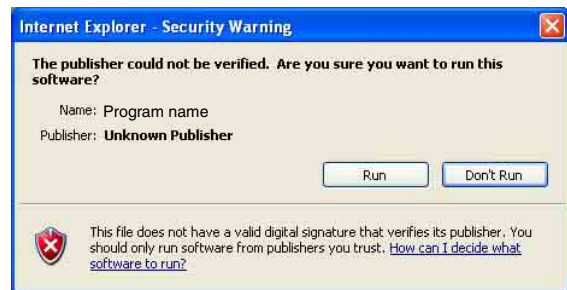 Internet Explorer - Security Warning
The publisher could not be verified. Are you sure you want to run this
software?
Name: Program name
Publisher: Unknown Publisher
Run Don't Run
This file does not have a valid digital signature that verifies its publisher. You
should only run software from publishers you trust. How can I decide what
software to run?